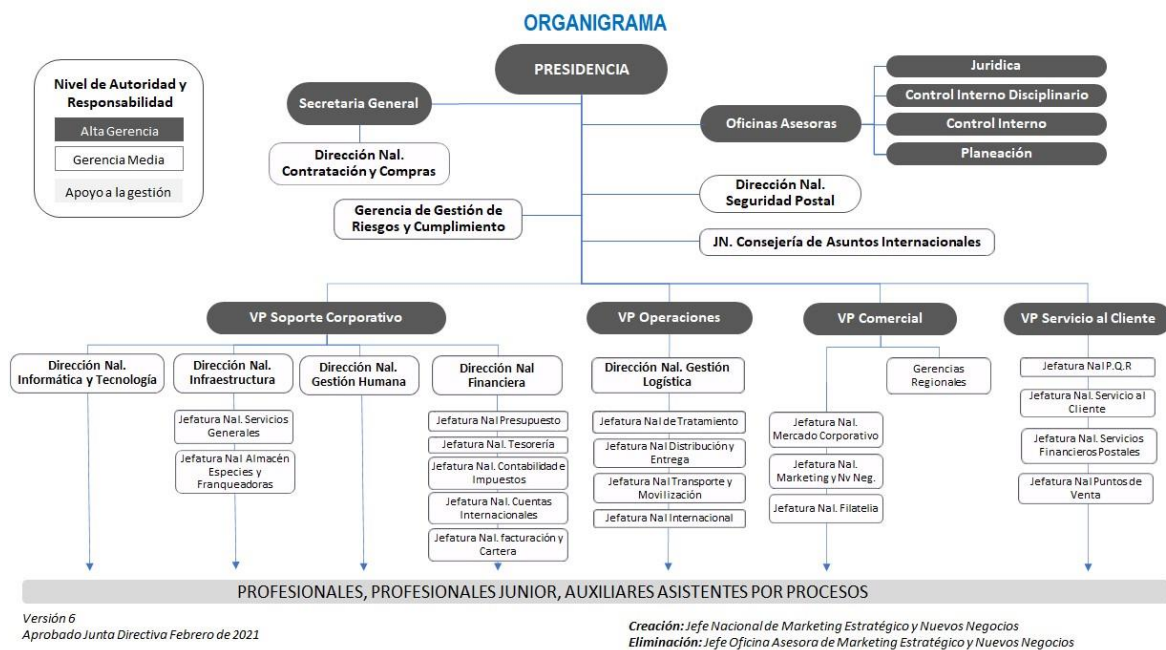 ORGANIGRAMA
Nivel de Autoridad y
Responsabilidad
Alta Gerencia
Gerencia Media
Apoyo a la gestión
PRESIDENCIA
Secretaria General
Dirección Nal.
Contratación y Compras
Gerencia de Gestión de
Riesgos y Cumplimiento
Oficinas Asesoras
Juridica
Control Interno Disciplinario
Control Interno
Planeación
Dirección Nal.
Seguridad Postal
JN. Consejería de Asuntos Internacionales
VP Soporte Corporativo
VP Operaciones
VP Comercial
VP Servicio al Cliente
Dirección Nal.
Informática y Tecnología
Dirección Nal.
Infraestructura
Jefatura Nal. Servicios
Generales
Jefatura Nal Almacén
Especies y
Franqueadoras
Dirección Nal.
Gestión Humana
Dirección Nal
Financiera
Jefatura Nal Presupuesto
Jefatura Nal. Tesorería
Jefatura Nal. Contabilidad e
Impuestos
Jefatura Nal. Cuentas
Internacionales
Jefatura Nal. facturación y
Cartera
Dirección Nal. Gestión
Logística
Jefatura Nal de Tratamiento
Jefatura Nal Distribución y
Entrega
Jefatura Nal Transporte y
Movilización
Jefatura Nal Internacional
Gerencias
Regionales
Jefatura Nal.
Mercado Corporativo
Jefatura Nal.
Marketing y Nv Neg.
Jefatura Nal. Filatelia
Jefatura Nal P.Q.R
Jefatura Nal. Servicio al
Cliente
Jefatura Nal. Servicios
Financieros Postales
Jefatura Nal Puntos de
Venta
PROFESIONALES, PROFESIONALES JUNIOR, AUXILIARES ASISTENTES POR PROCESOS
Versión 6
Aprobado Junta Directiva Febrero de 2021
Creación: Jefe Nacional de Marketing Estratégico y Nuevos Negocios
Eliminación: Jefe Oficina Asesora de Marketing Estratégico y Nuevos Negocios